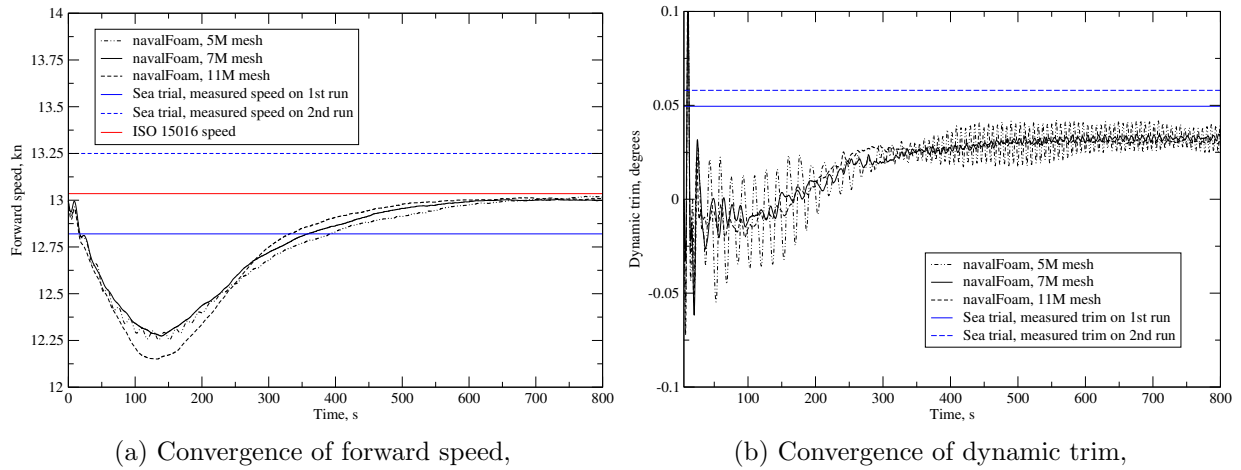 14
13.75
13.5
13.25
13
12.75
12.5
12.25
12
Forward speed, kn
navalFoam, 5M mesh
navalFoam, 7M mesh
navalFoam, 11M mesh
Sea trial, measured speed on 1st run
Sea trial, measured speed on 2nd run
ISO 15016 speed
0 100 200 300 400 500 600 700 800
Time, s
(a) Convergence of forward speed,
0.1
0.05
0
-0.05
-0.1
Dynamic trim, degrees
navalFoam, 5M mesh
navalFoam, 7M mesh
navalFoam, 11M mesh
Sea trial, measured trim on 1st run
Sea trial, measured trim on 2nd run
100 200 300 400 500 600 700 800
Time, s
(b) Convergence of dynamic trim,